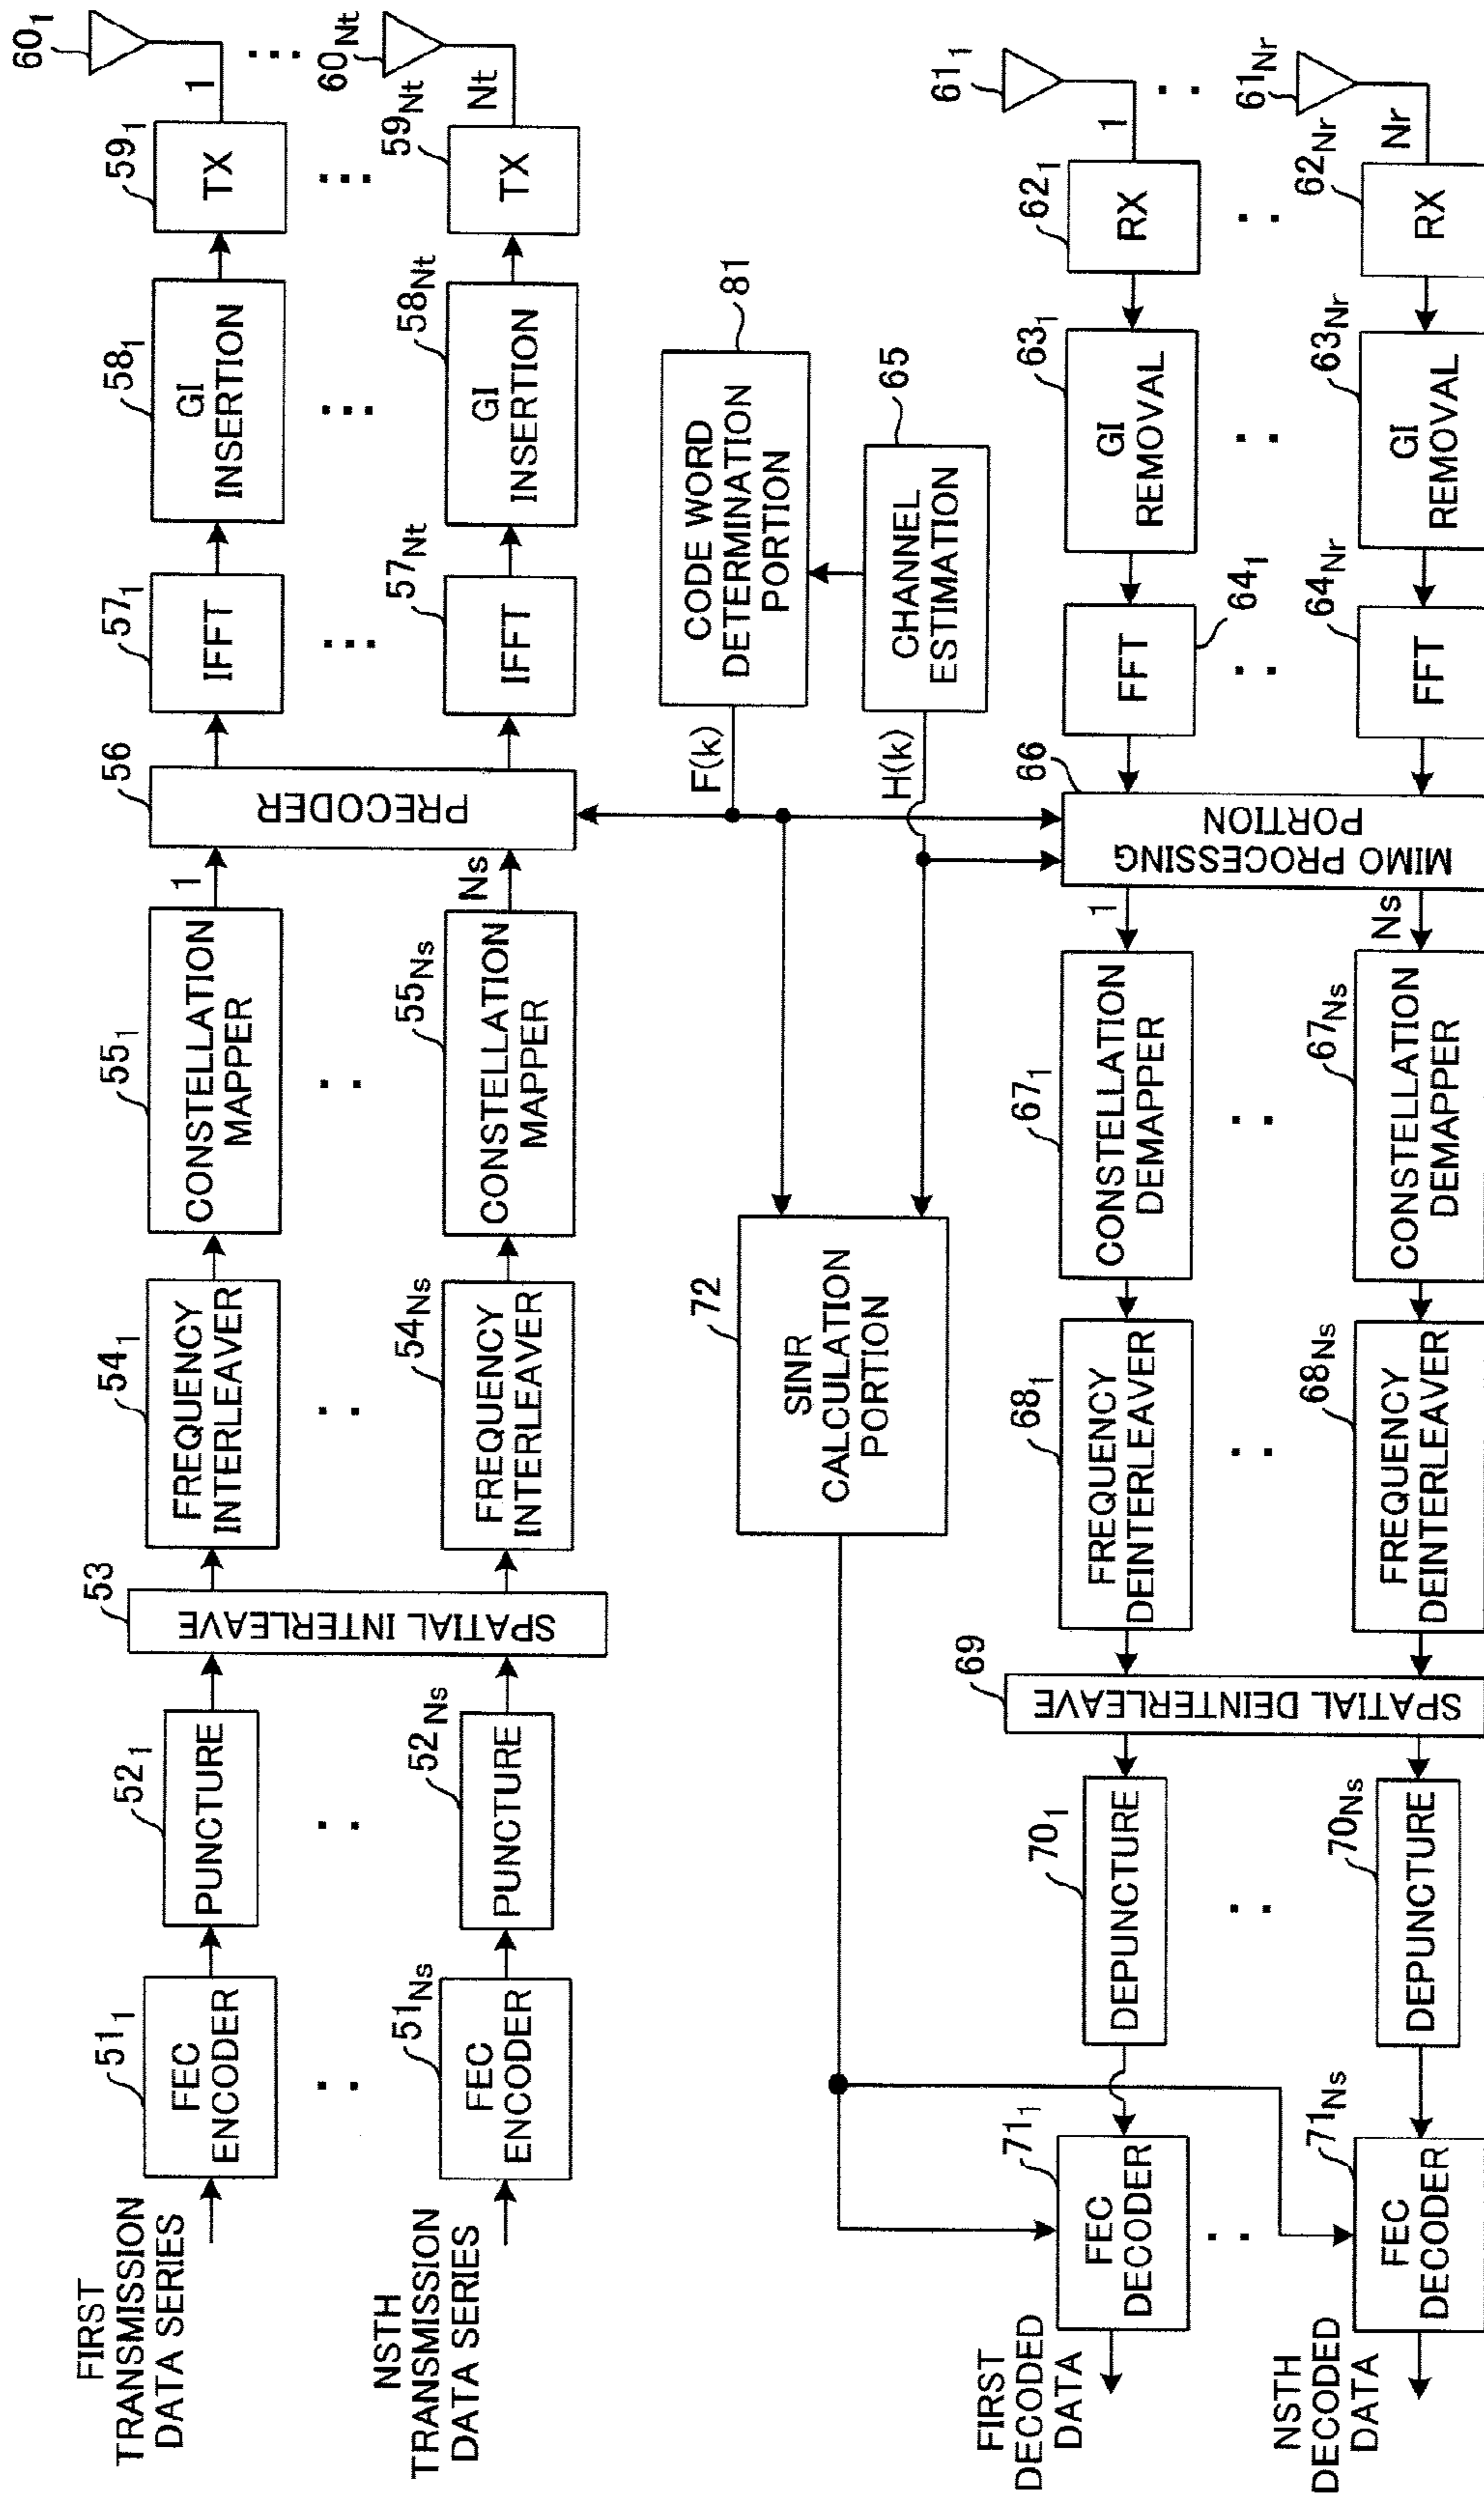 FIRST
TRANSMISSION
DATA SERIES
51₁
FEC
ENCODER
52₁
PUNCTURE
53
SPATIAL INTERLEAVE
54₁
FREQUENCY
INTERLEAVER
55₁
CONSTELLATION
MAPPER
1
56
PRECODER
57₁
IFFT
58₁
GI
INSERTION
59₁
TX
1
60₁
NSTH
TRANSMISSION
DATA SERIES
51Ns
FEC
ENCODER
52Ns
PUNCTURE
54Ns
FREQUENCY
INTERLEAVER
55Ns
CONSTELLATION
MAPPER
Ns
57Nt
IFFT
58Nt
GI
INSERTION
59Nt
TX
Nt
60Nt
72
SINR
CALCULATION
PORTION
F(k)
81
CODE WORD
DETERMINATION
PORTION
H(k)
65
CHANNEL
ESTIMATION
FIRST
DECODED
DATA
71₁
FEC
DECODER
70₁
DEPUNCTURE
69
SPATIAL DEINTERLEAVE
68₁
FREQUENCY
DEINTERLEAVER
67₁
CONSTELLATION
DEMAPPER
1
66
MIMO PROCESSING
PORTION
64₁
FFT
63₁
GI
REMOVAL
62₁
RX
1
61₁
NSTH
DECODED
DATA
71Ns
FEC
DECODER
70Ns
DEPUNCTURE
68Ns
FREQUENCY
DEINTERLEAVER
67Ns
CONSTELLATION
DEMAPPER
Ns
64Nr
FFT
63Nr
GI
REMOVAL
62Nr
RX
Nr
61Nr